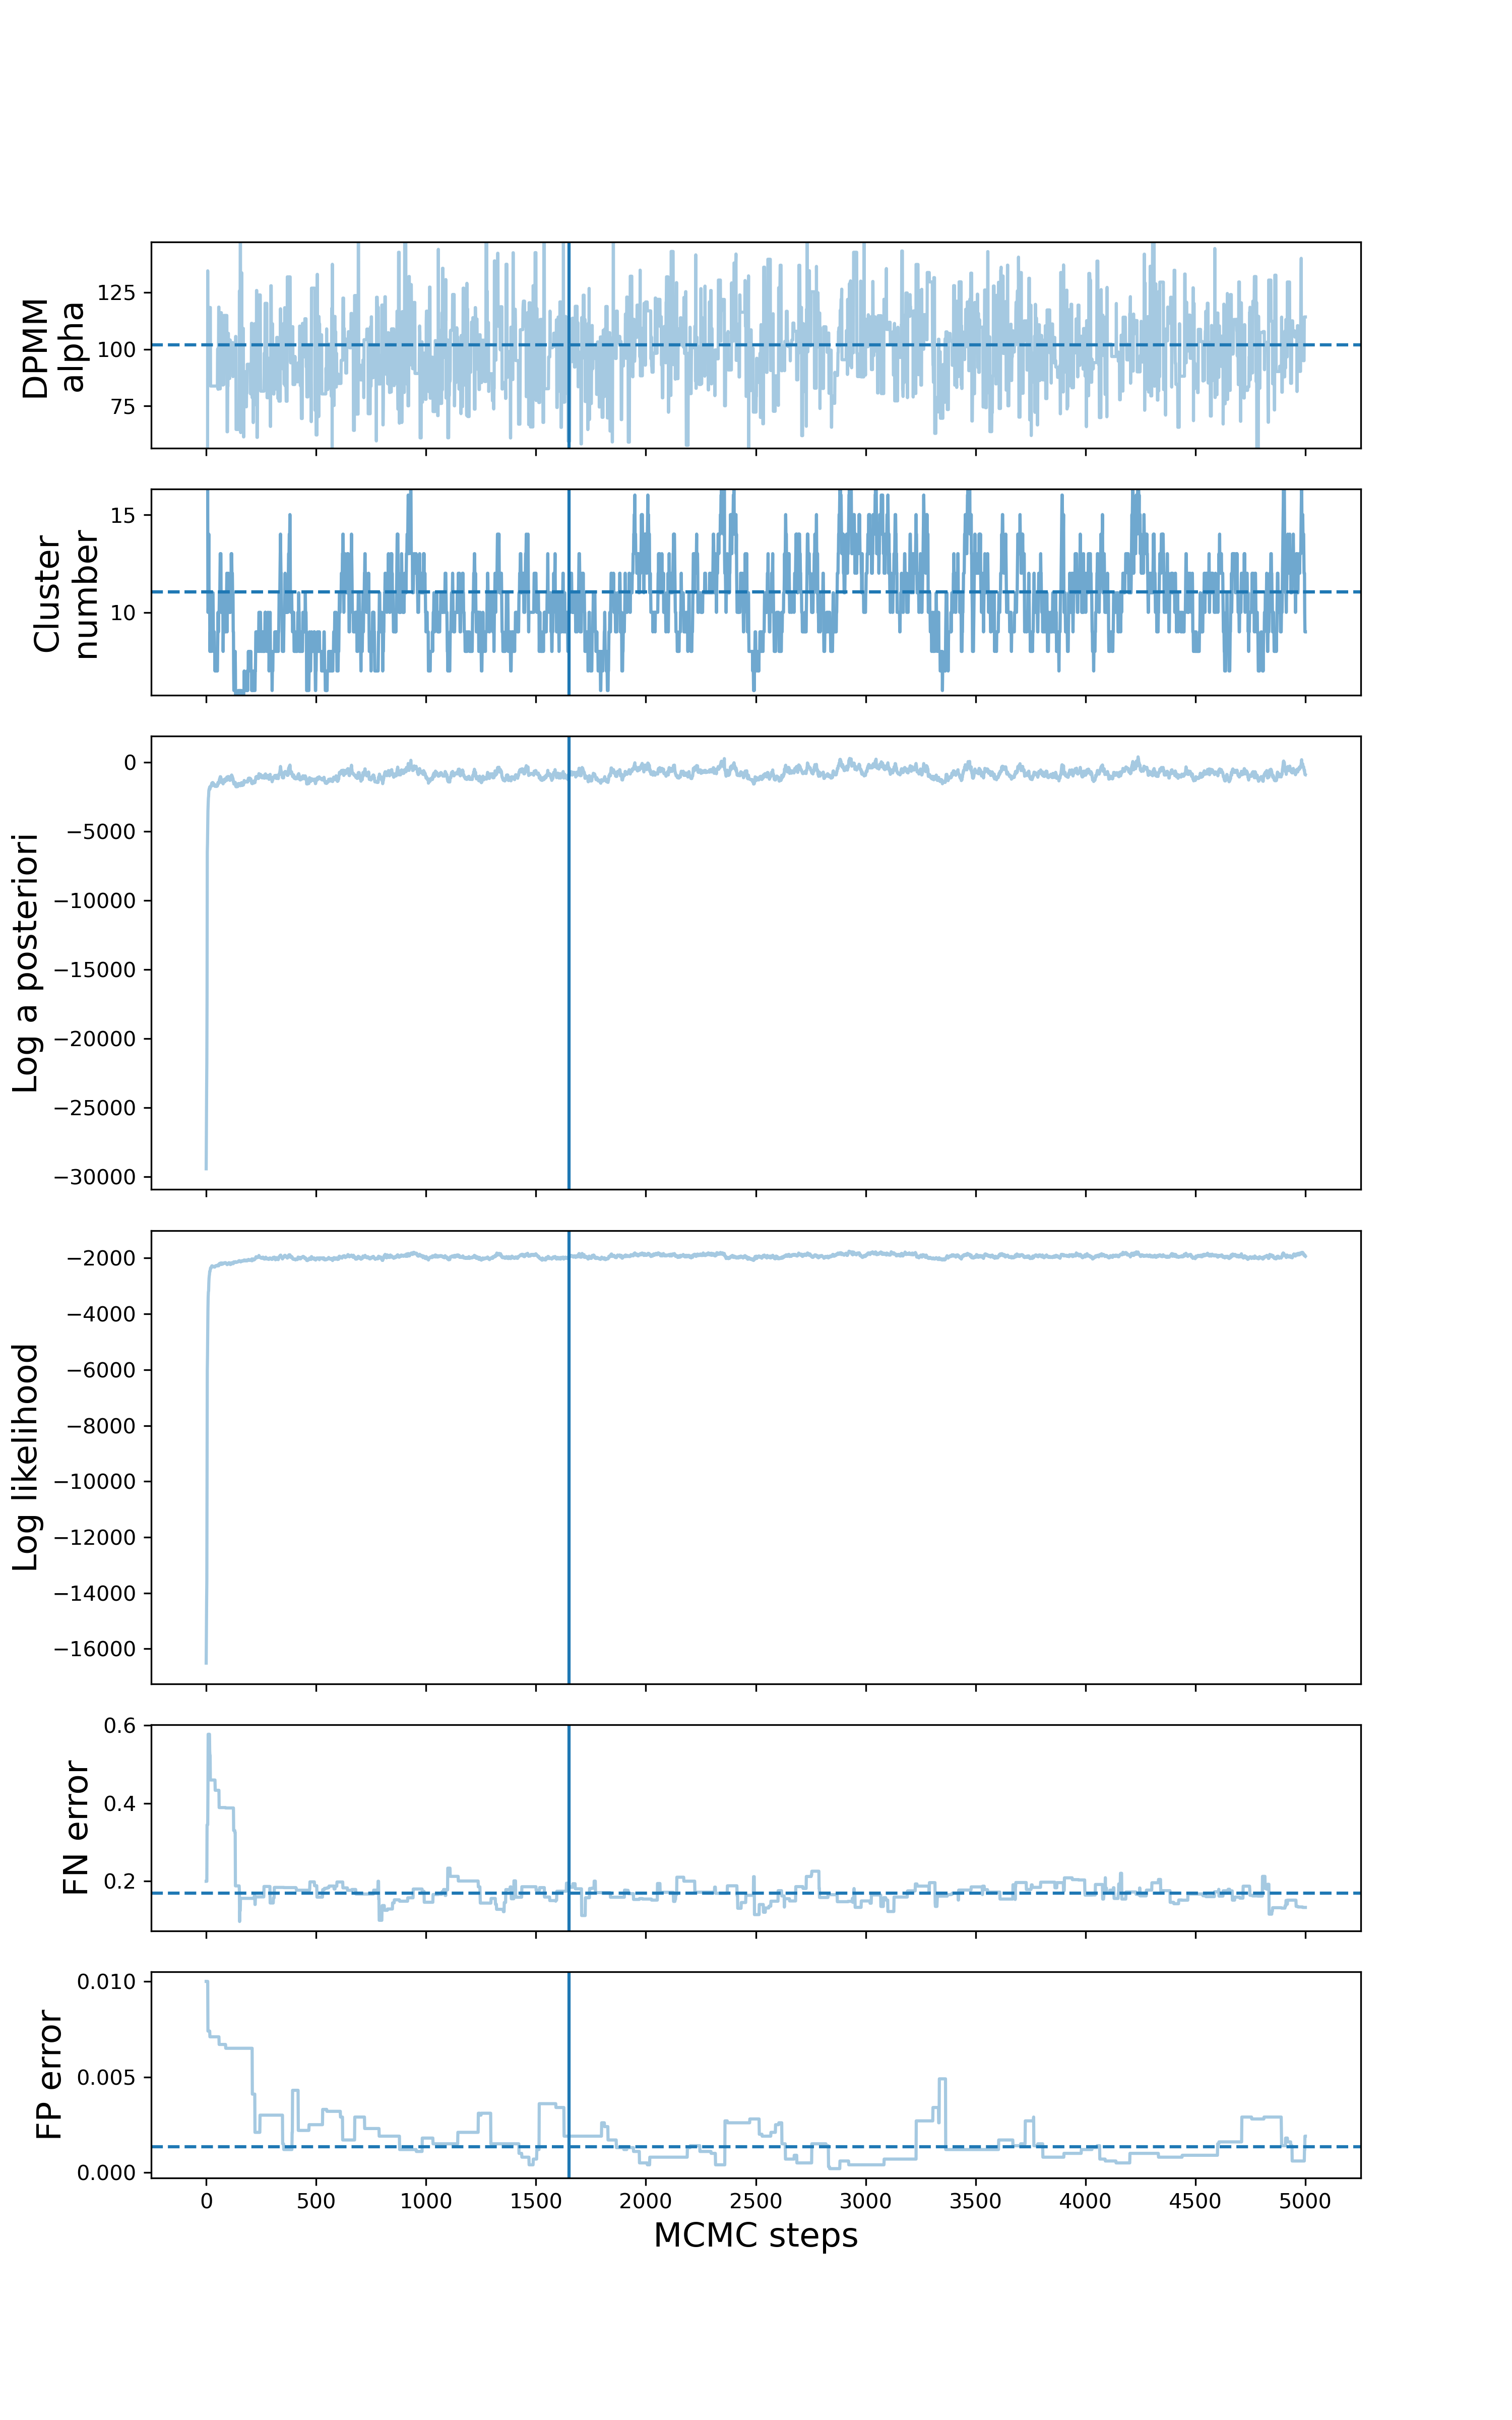 DPMM
alpha
125
100
75
Cluster
number
15
10
Log a posteriori
0
−5000
−10000
−15000
−20000
−25000
−30000
Log likelihood
−2000
−4000
−6000
−8000
−10000
−12000
−14000
−16000
FN error
0.6
0.4
0.2
FP error
0.010
0.005
0.000
0 500 1000 1500 2000 2500 3000 3500 4000 4500 5000
MCMC steps